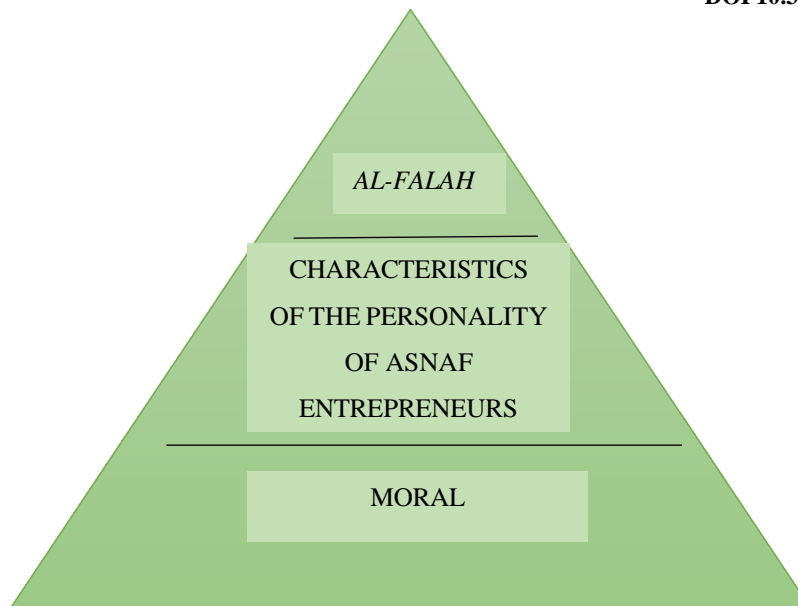 AL-FALAH
CHARACTERISTICS
OF THE PERSONALITY
OF ASNAF
ENTREPRENEURS
MORAL